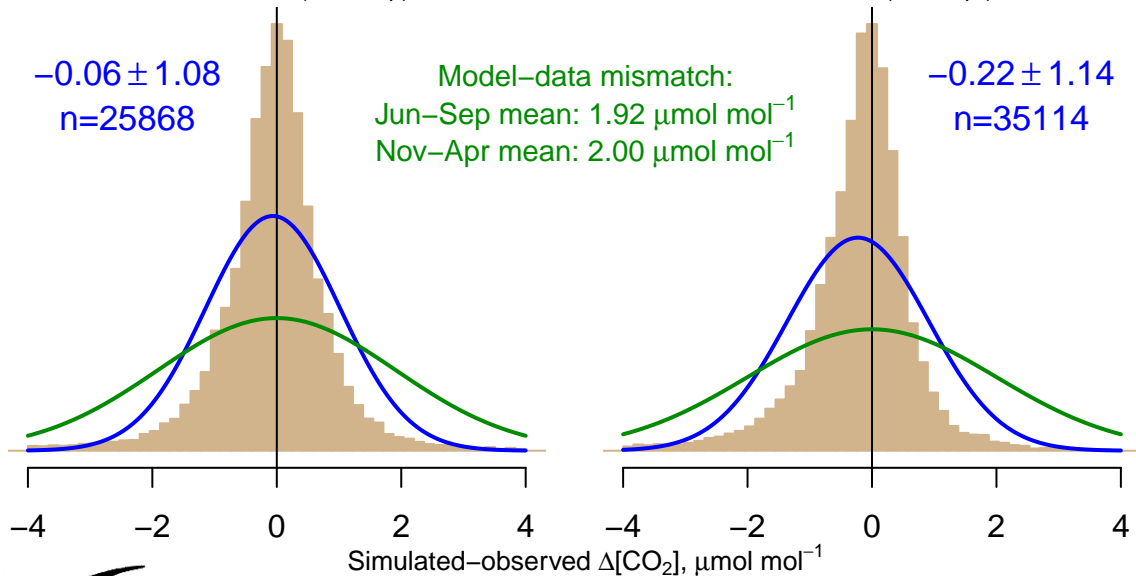 −0.06 ± 1.08
n=25868
Model−data mismatch:
Jun−Sep mean: 1.92 μmol mol⁻¹
Nov−Apr mean: 2.00 μmol mol⁻¹
−0.22 ± 1.14
n=35114
−4 −2 0 2 4
−4 −2 0 2 4
Simulated−observed Δ[CO₂], μmol mol⁻¹